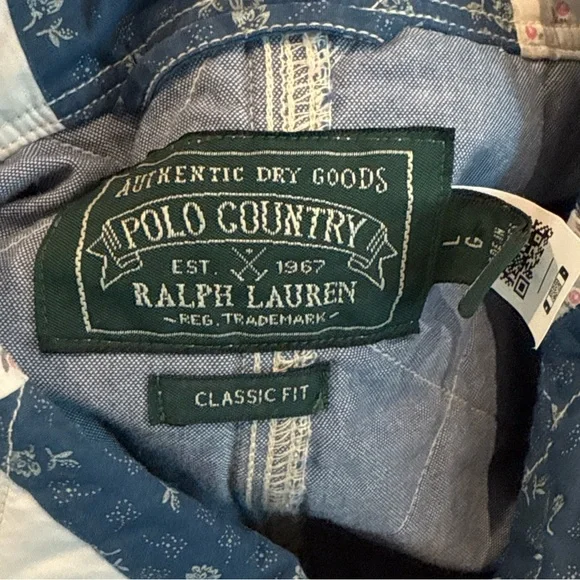 AUTHENTIC DRY GOODS
POLO COUNTRY
EST. 1967
RALPH LAUREN
REG. TRADEMARK
CLASSIC FIT
L
G